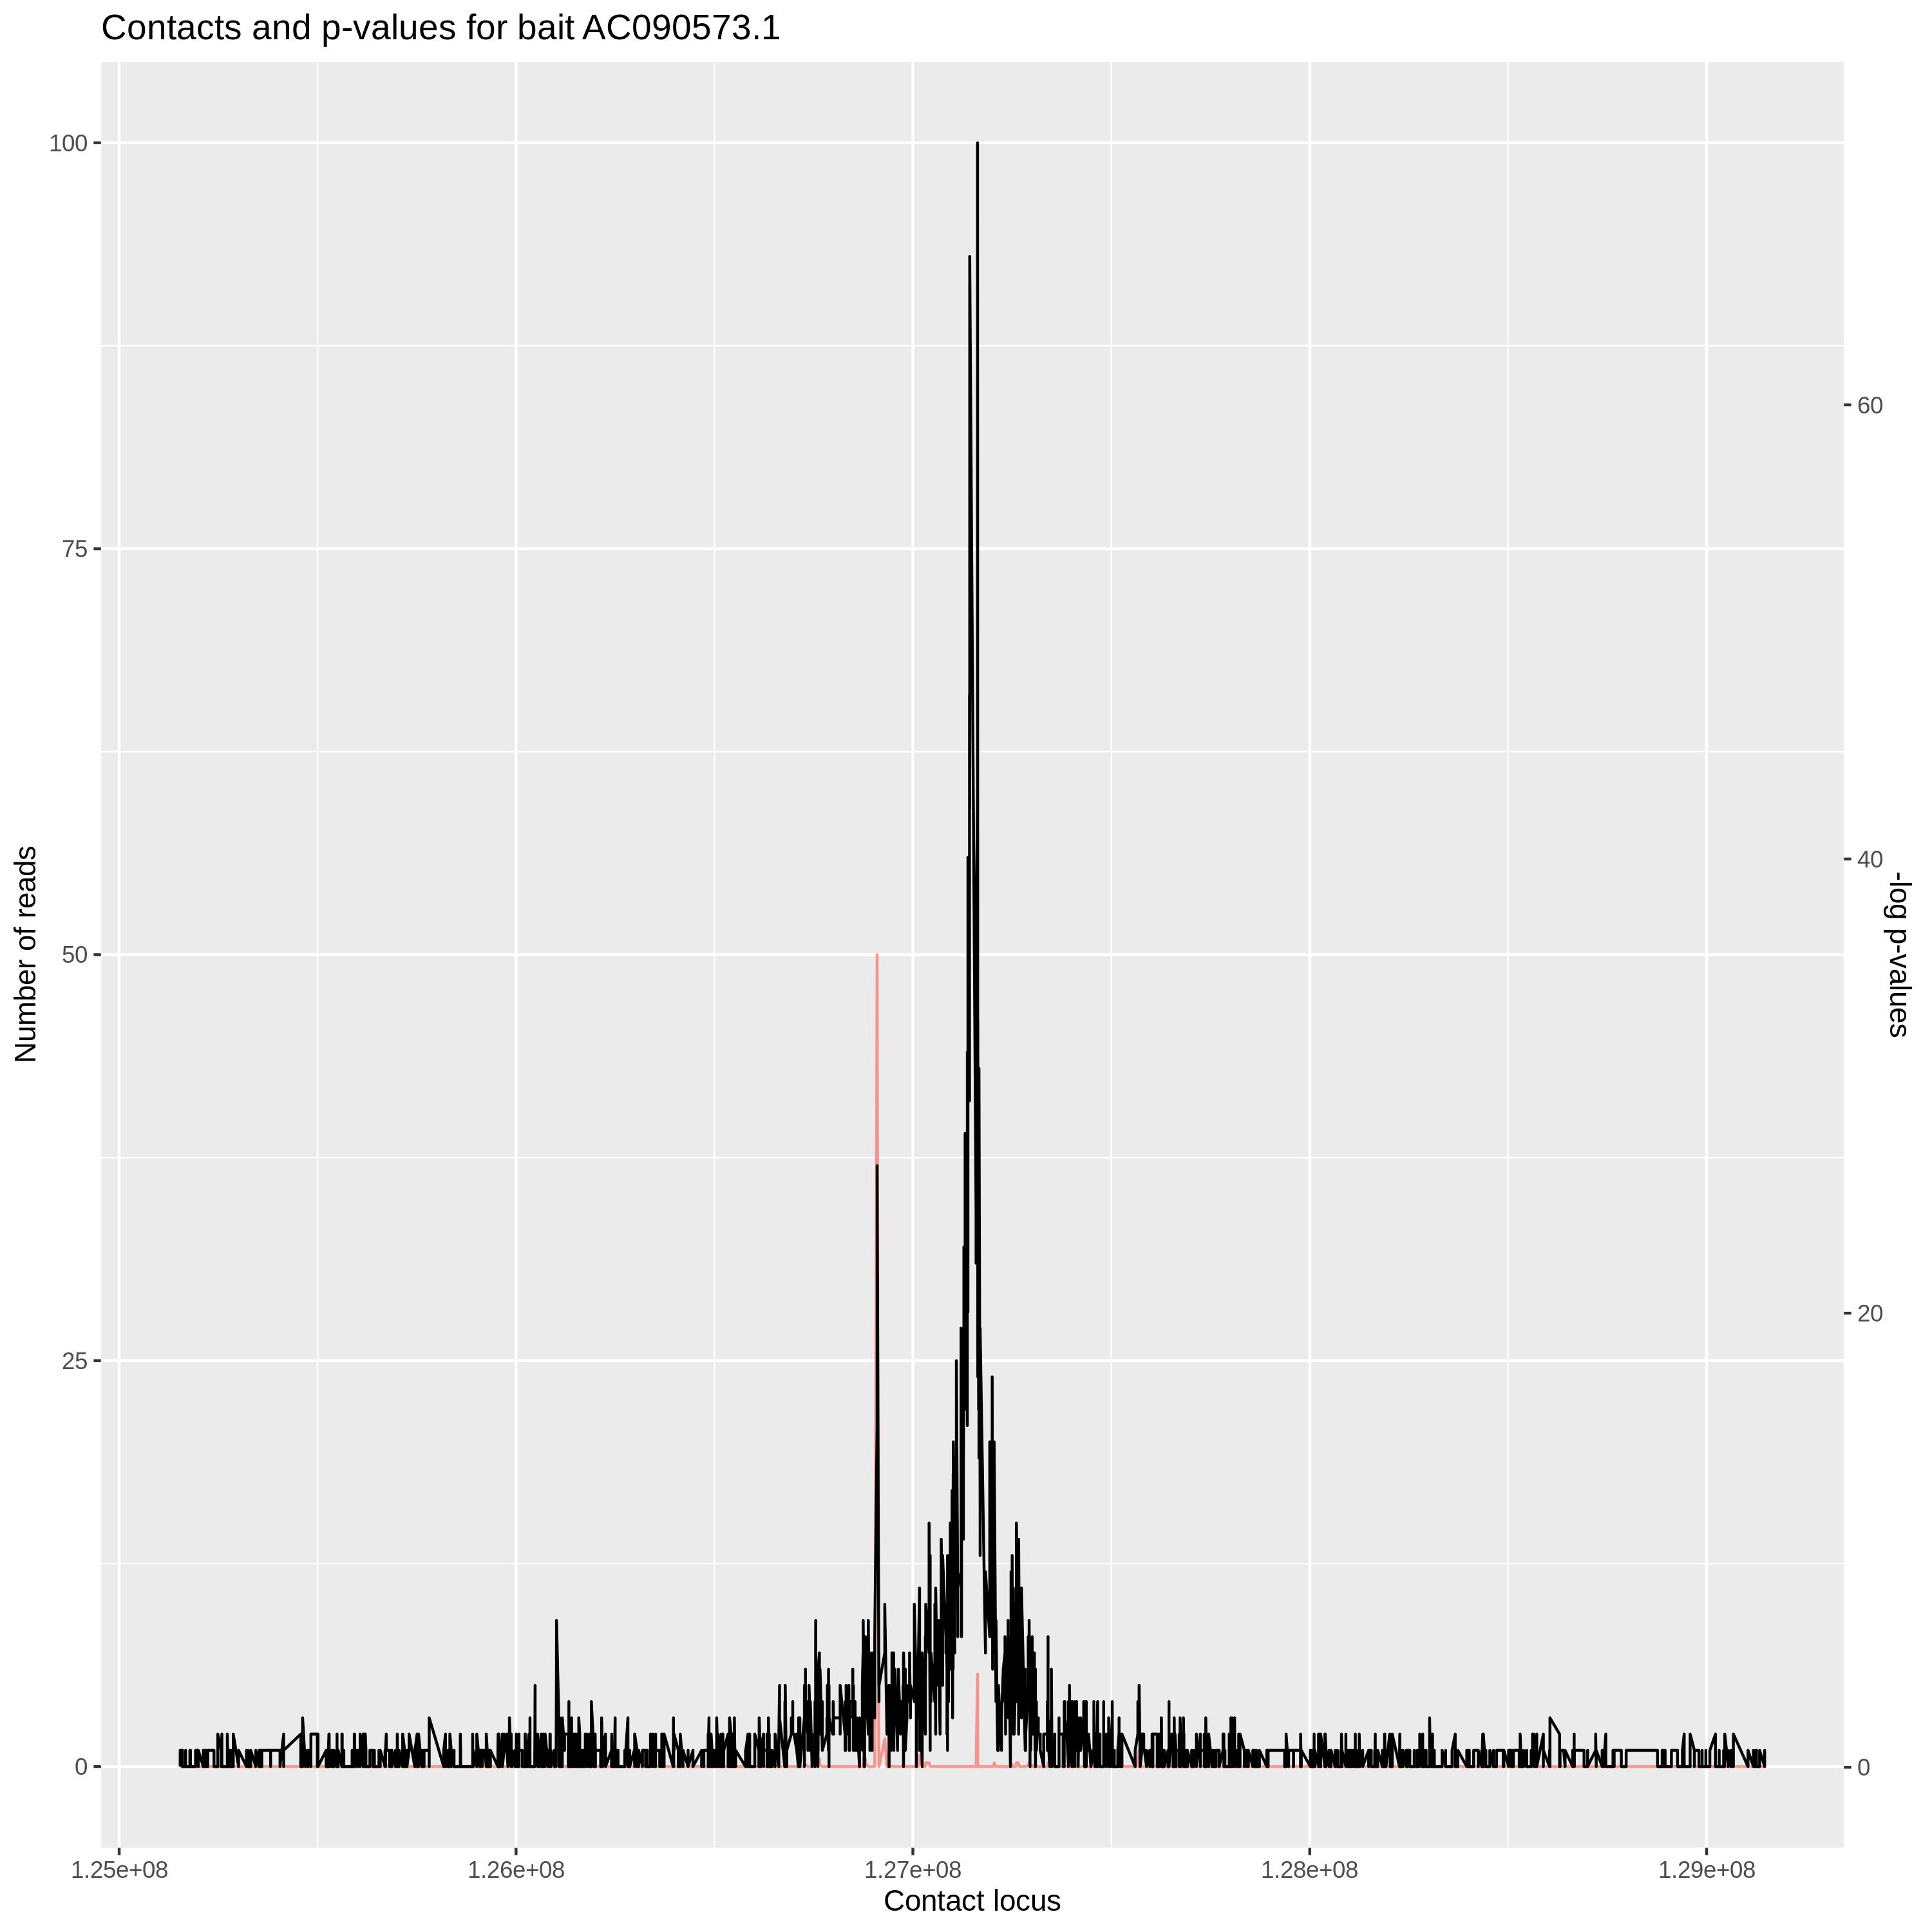 Contacts and p-values for bait AC090573.1
100
75
50
25
0
Number of reads
60
40
20
0
-log p-values
1.25e+08
1.26e+08
1.27e+08
1.28e+08
1.29e+08
Contact locus